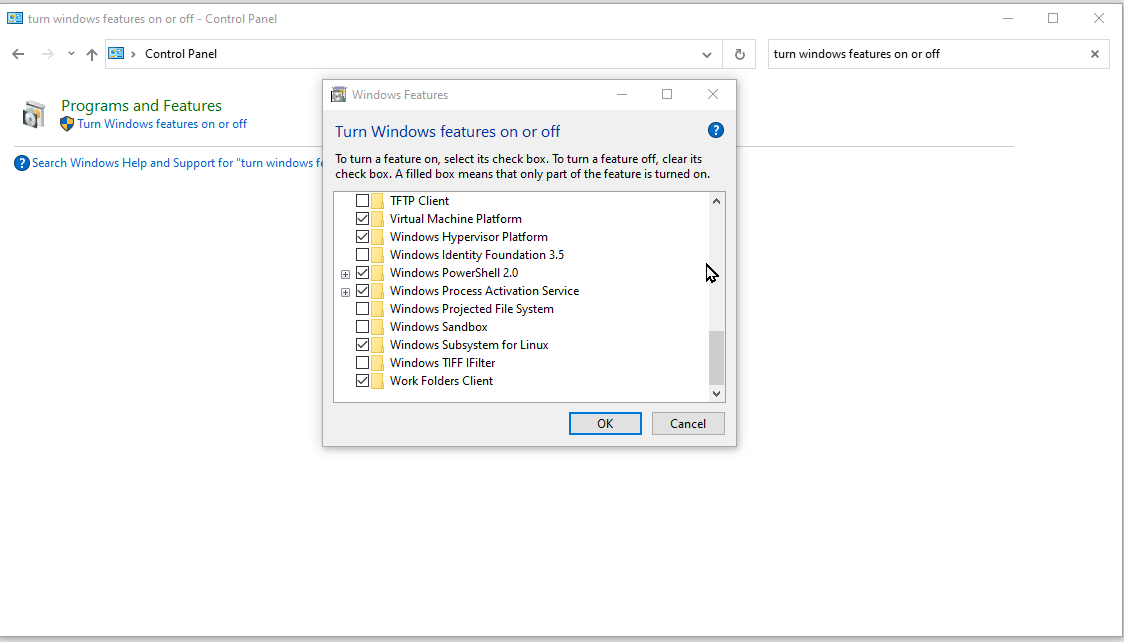 turn windows features on or off - Control Panel
Control Panel
turn windows features on or off
Programs and Features
Turn Windows features on or off
Search Windows Help and Support for "turn windows fe
Windows Features
Turn Windows features on or off
To turn a feature on, select its check box. To turn a feature off, clear its
check box. A filled box means that only part of the feature is turned on.
TFTP Client
Virtual Machine Platform
Windows Hypervisor Platform
Windows Identity Foundation 3.5
Windows PowerShell 2.0
Windows Process Activation Service
Windows Projected File System
Windows Sandbox
Windows Subsystem for Linux
Windows TIFF IFilter
Work Folders Client
OK
Cancel